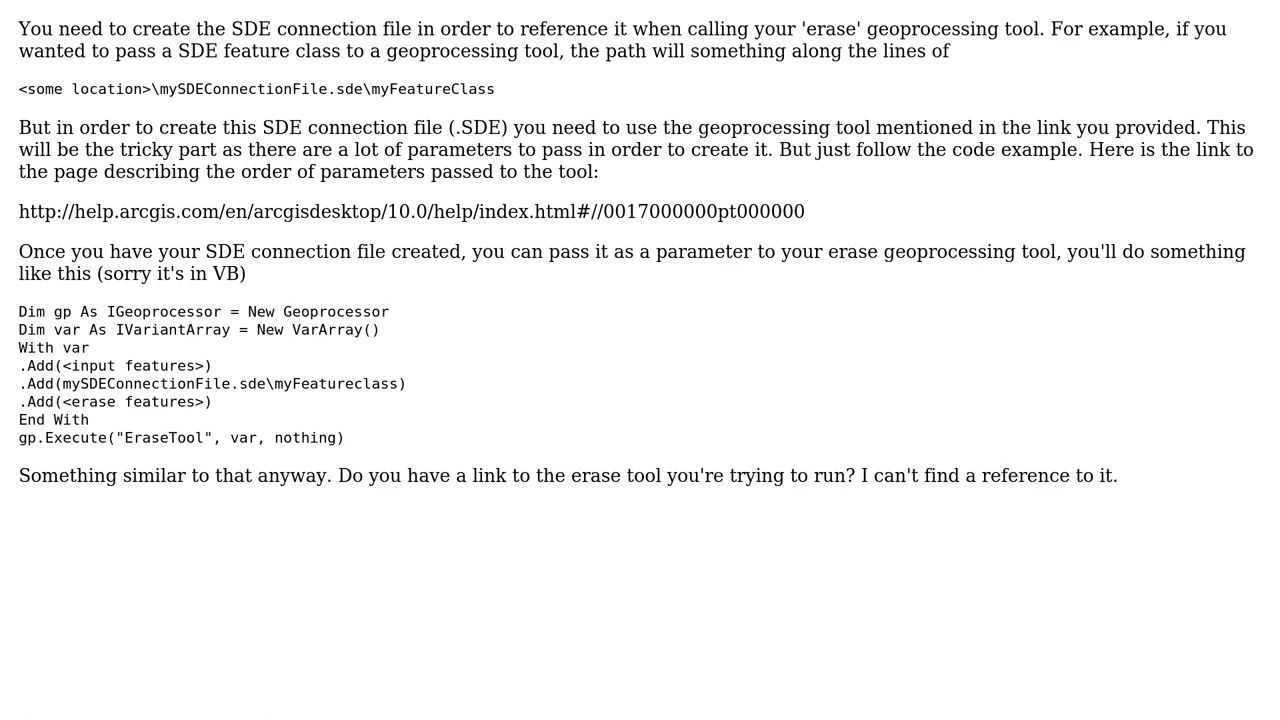 You need to create the SDE connection file in order to reference it when calling your 'erase' geoprocessing tool. For example, if you
wanted to pass a SDE feature class to a geoprocessing tool, the path will something along the lines of
<some location>\mySDEConnectionFile.sde\myFeatureClass
But in order to create this SDE connection file (.SDE) you need to use the geoprocessing tool mentioned in the link you provided. This
will be the tricky part as there are a lot of parameters to pass in order to create it. But just follow the code example. Here is the link to
the page describing the order of parameters passed to the tool:
http://help.arcgis.com/en/arcgisdesktop/10.0/help/index.html#//0017000000pt000000
Once you have your SDE connection file created, you can pass it as a parameter to your erase geoprocessing tool, you'll do something
like this (sorry it's in VB)
Dim gp As IGeoprocessor = New Geoprocessor
Dim var As IVariantArray = New VarArray()
With var
.Add(<input features>)
.Add(mySDEConnectionFile.sde\myFeatureclass)
.Add(<erase features>)
End With
gp.Execute("EraseTool", var, nothing)
Something similar to that anyway. Do you have a link to the erase tool you're trying to run? I can't find a reference to it.